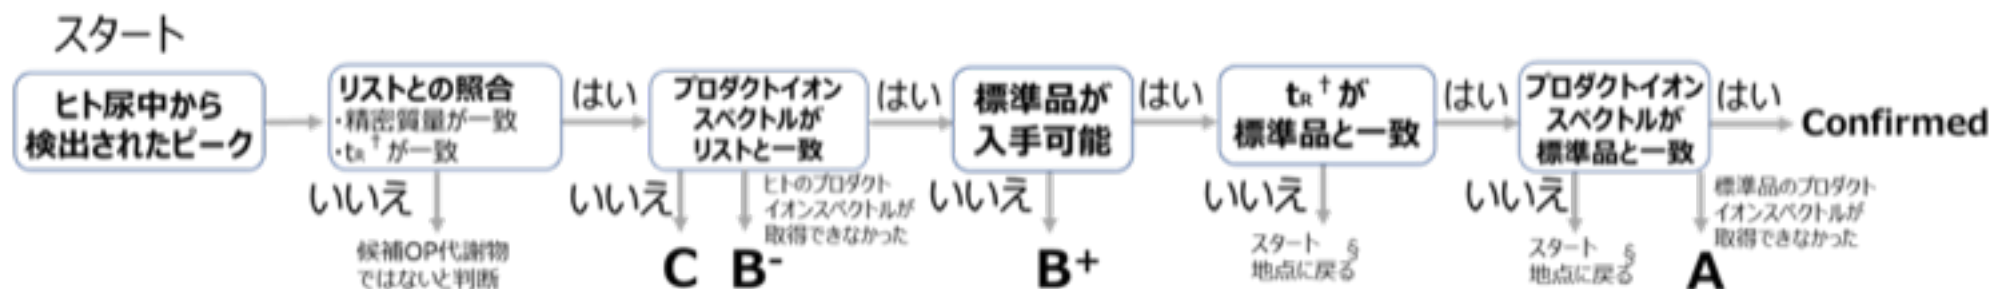 スタート
ヒト尿中から
検出されたピーク
リストとの照合
・精密質量が一致
・tR†が一致
はい
いいえ
候補OP代謝物
ではないと判断
プロダクトイオン
スペクトルが
リストと一致
はい
いいえ
C
ヒトのプロダクト
イオンスペクトルが
取得できなかった
B-
標準品が
入手可能
はい
いいえ
B+
tR†が
標準品と一致
はい
いいえ
スタート §
地点に戻る
プロダクトイオン
スペクトルが
標準品と一致
はい
いいえ
スタート §
地点に戻る
標準品のプロダクト
イオンスペクトルが
取得できなかった
A
Confirmed